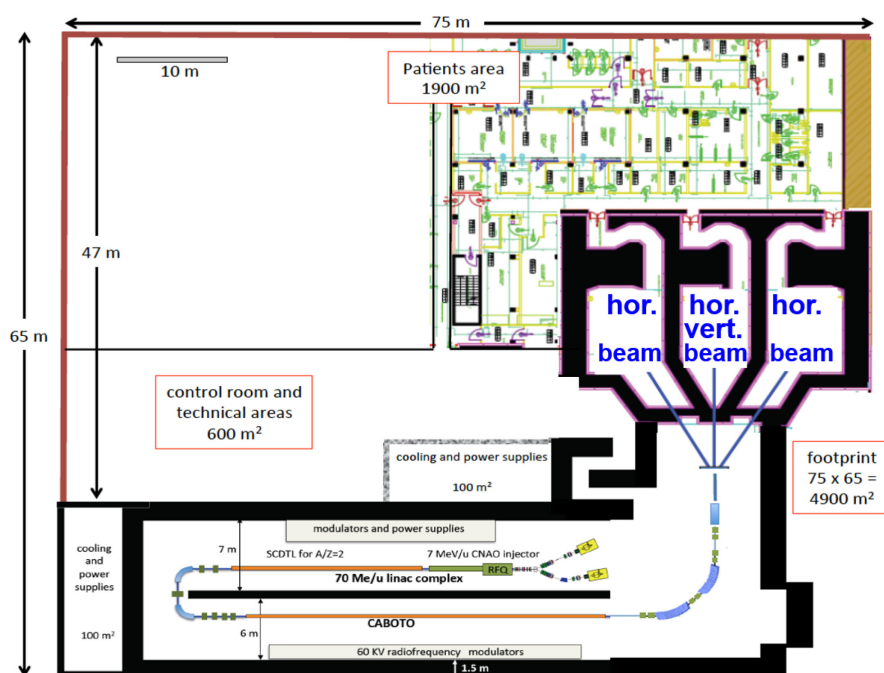 75 m
10 m
Patients area
1900 m²
47 m
65 m
hor. hor. hor.
vert.
beam beam beam
control room and
technical areas
600 m²
cooling and power supplies
100 m²
footprint
75 x 65 =
4900 m²
modulators and power supplies
cooling
and
power
supplies
100 m²
7 m
SCDTL for A/Z=2
7 MeV/u CNAO injector
RFQ
70 Me/u linac complex
CABOTO
6 m
60 KV radiofrequency modulators
1.5 m